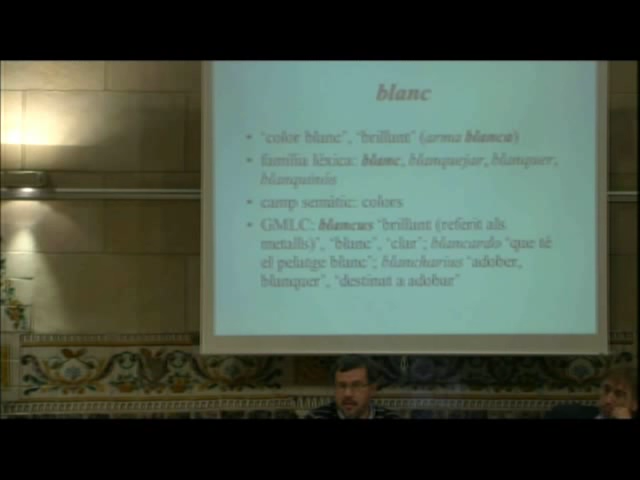 blanc
• “color blanc”, “brillant” (arma blanca)
• família lèxica: blanc, blanquejar, blanquer,
blanquinós
• camp semàtic: colors
• GMLC: blancus “brillant (referit als
metalls)”, “blanc”, “clar”; blancardo “que té
el pelatge blanc”; blancharius “adober,
blanquer”, “destinat a adobar”